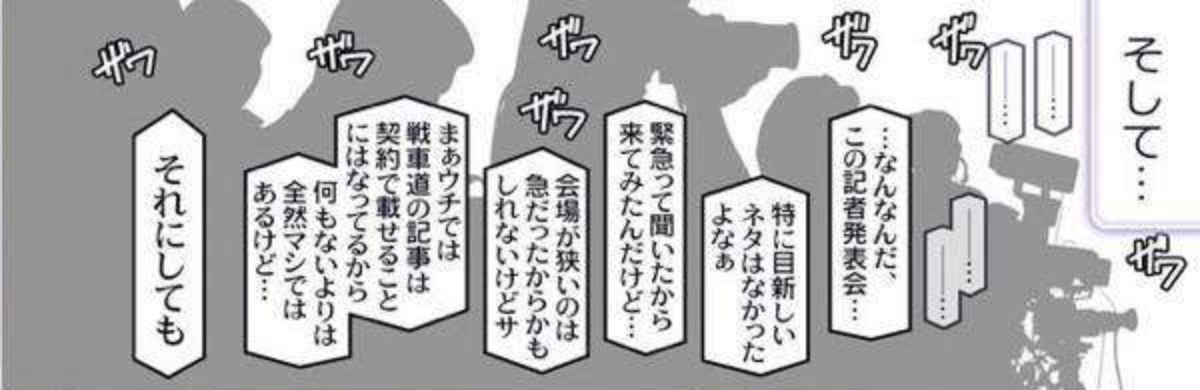 そして…
ザワ
ザワ
ザワ
……
……
…なんなんだ、
この記者発表会…
……
……
特に目新しい
ネタはなかった
よなぁ
緊急って聞いたから
来てみたんだけど…
ザワ
ザワ
会場が狭いのは
急だったからかも
しれないけどサ
まぁウチでは
戦車道の記事は
契約で載せること
にはなってるから
何もないよりは
全然マシでは
あるけど…
ザワ
ザワ
それにしても